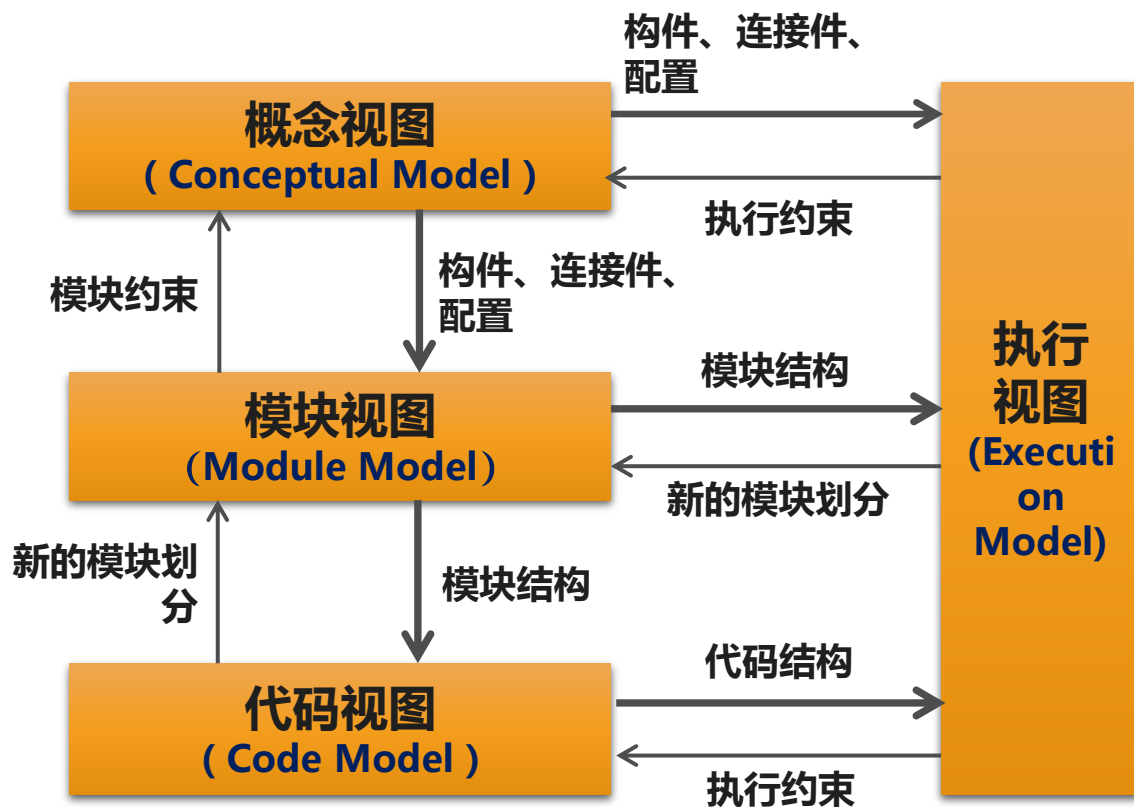 构件、连接件、
配置
概念视图
（Conceptual Model）
执行约束
模块约束
构件、连接件、
配置
模块结构
模块视图
（Module Model）
新的模块划分
执行
视图
(Executi
on
Model)
新的模块划
分
模块结构
代码结构
代码视图
（Code Model）
执行约束